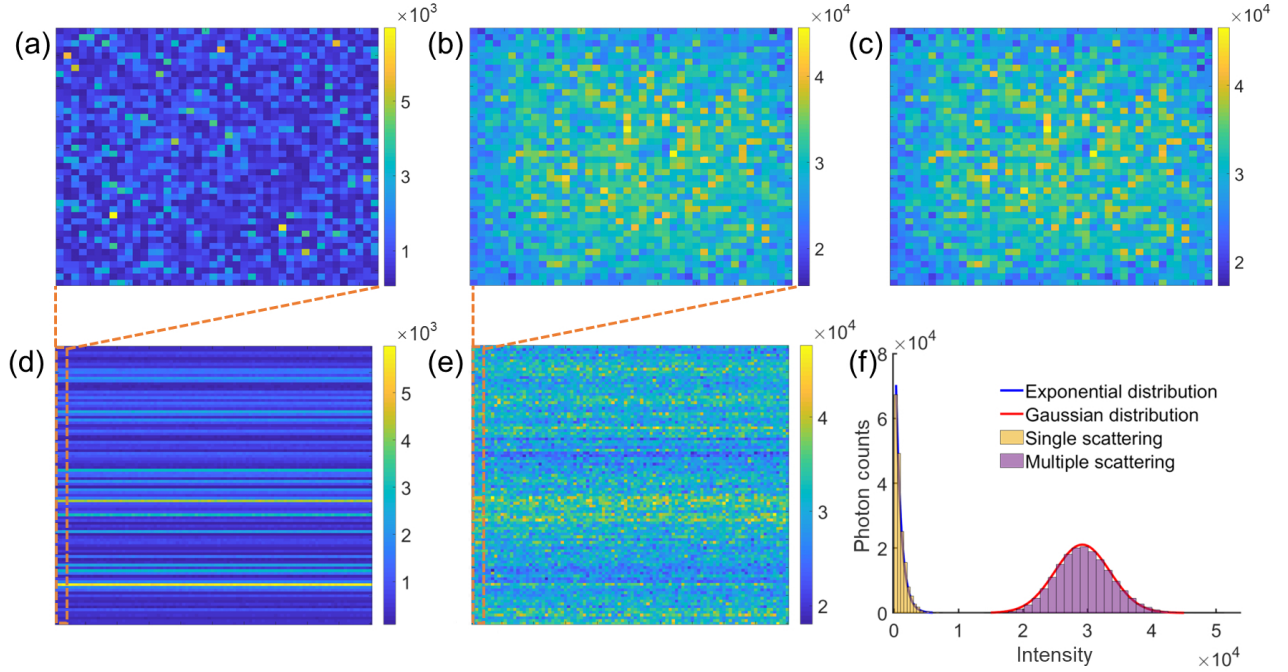 (a)
×10³
5
3
1
(b)
×10⁴
4
3
2
(c)
×10⁴
4
3
2
(d)
×10³
5
4
3
2
1
(e)
×10⁴
4
3
2
(f)
×10⁴
8
6
4
2
0
Photon counts
Exponential distribution
Gaussian distribution
Single scattering
Multiple scattering
0 1 2 3 4 5
Intensity
×10⁴